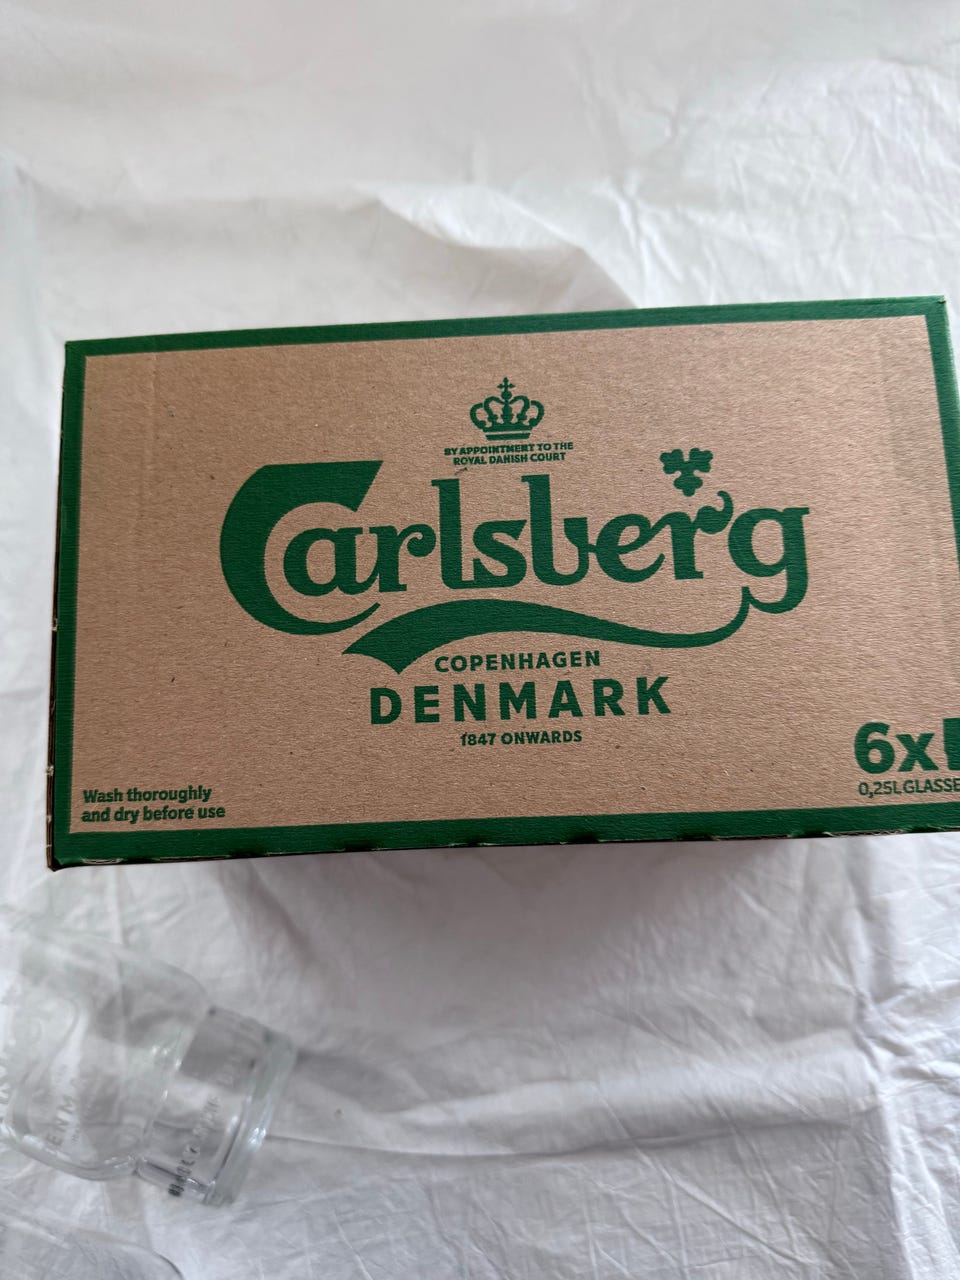 BY APPOINTMENT TO THE
ROYAL DANISH COURT
Carlsberg
COPENHAGEN
DENMARK
1847 ONWARDS
Wash thoroughly
and dry before use
6x
0,25L GLASSE